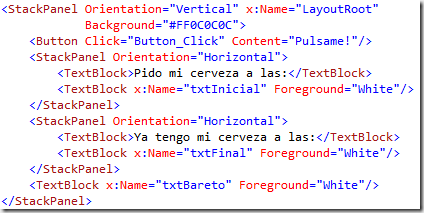 <StackPanel Orientation="Vertical" x:Name="LayoutRoot"
            Background="#FF0C0C0C">
    <Button Click="Button_Click" Content="Pulsame!"/>
    <StackPanel Orientation="Horizontal">
        <TextBlock>Pido mi cerveza a las:</TextBlock>
        <TextBlock x:Name="txtInicial" Foreground="White"/>
    </StackPanel>
    <StackPanel Orientation="Horizontal">
        <TextBlock>Ya tengo mi cerveza a las:</TextBlock>
        <TextBlock x:Name="txtFinal" Foreground="White"/>
    </StackPanel>
    <TextBlock x:Name="txtBareto" Foreground="White"/>
</StackPanel>